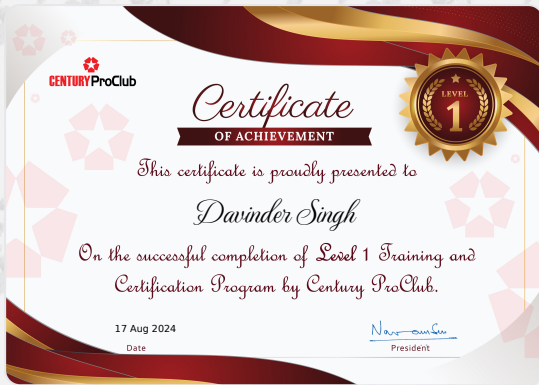 CENTURY ProClub
Certificate
OF ACHIEVEMENT
LEVEL
1
This certificate is proudly presented to
Davinder Singh
On the successful completion of Level 1 Training and
Certification Program by Century ProClub.
17 Aug 2024
Date
President